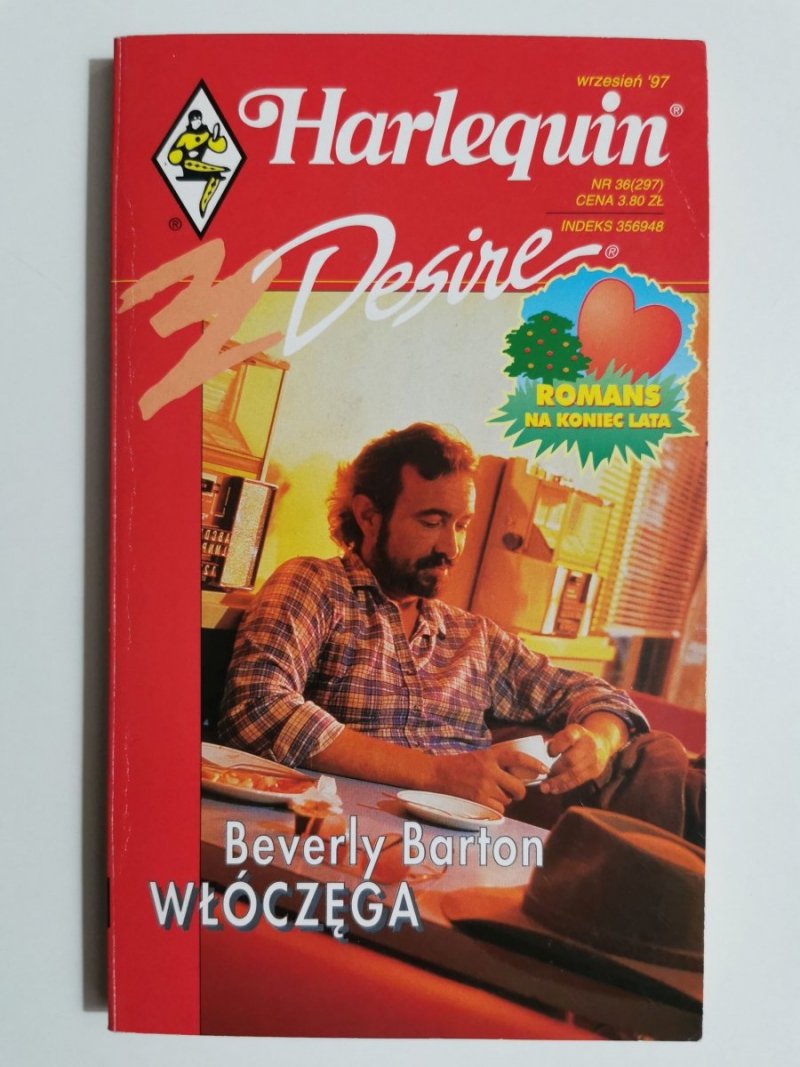 wrzesień '97
Harlequin®
NR 36(297)
CENA 3.80 ZŁ
INDEKS 356948
®
Desire®
ROMANS
NA KONIEC LATA
Beverly Barton
WŁÓCZĘGA